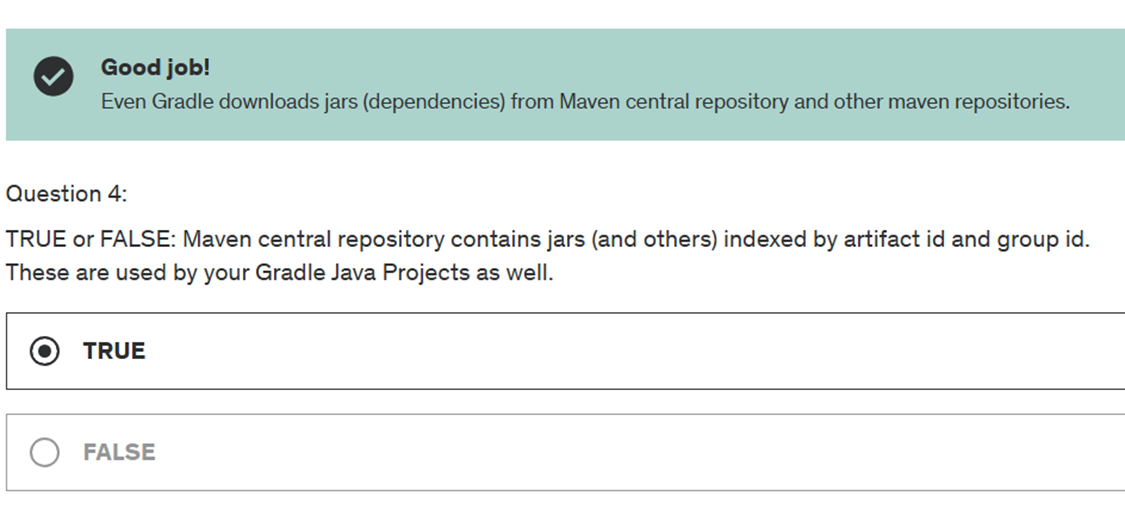 Good job!
Even Gradle downloads jars (dependencies) from Maven central repository and other maven repositories.
Question 4:
TRUE or FALSE: Maven central repository contains jars (and others) indexed by artifact id and group id.
These are used by your Gradle Java Projects as well.
TRUE
FALSE